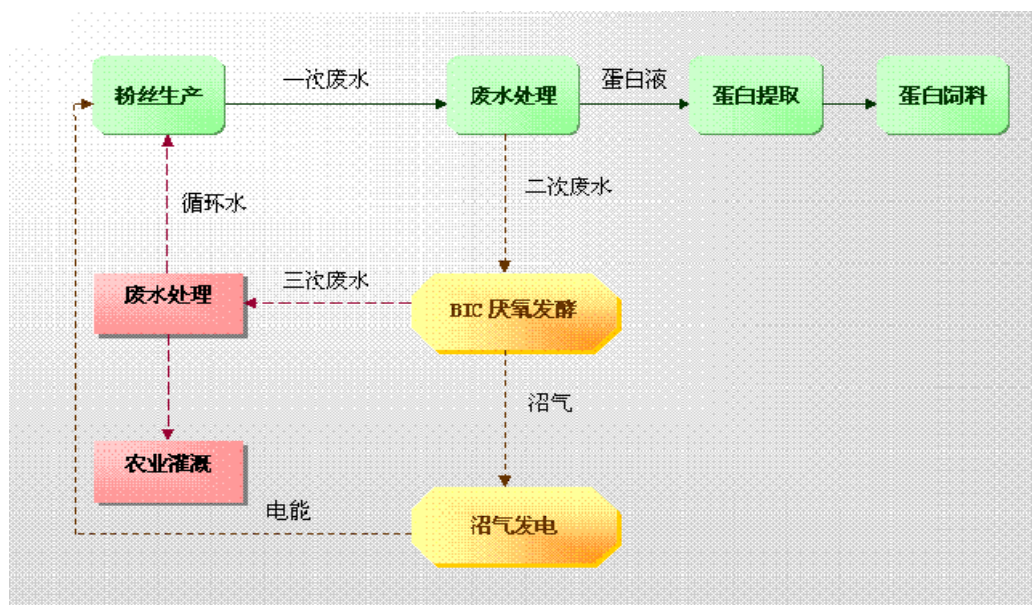 粉丝生产
一次废水
废水处理
蛋白液
蛋白提取
蛋白饲料
二次废水
循环水
废水处理
三次废水
BIC 厌氧发酵
沼气
农业灌溉
电能
沼气发电